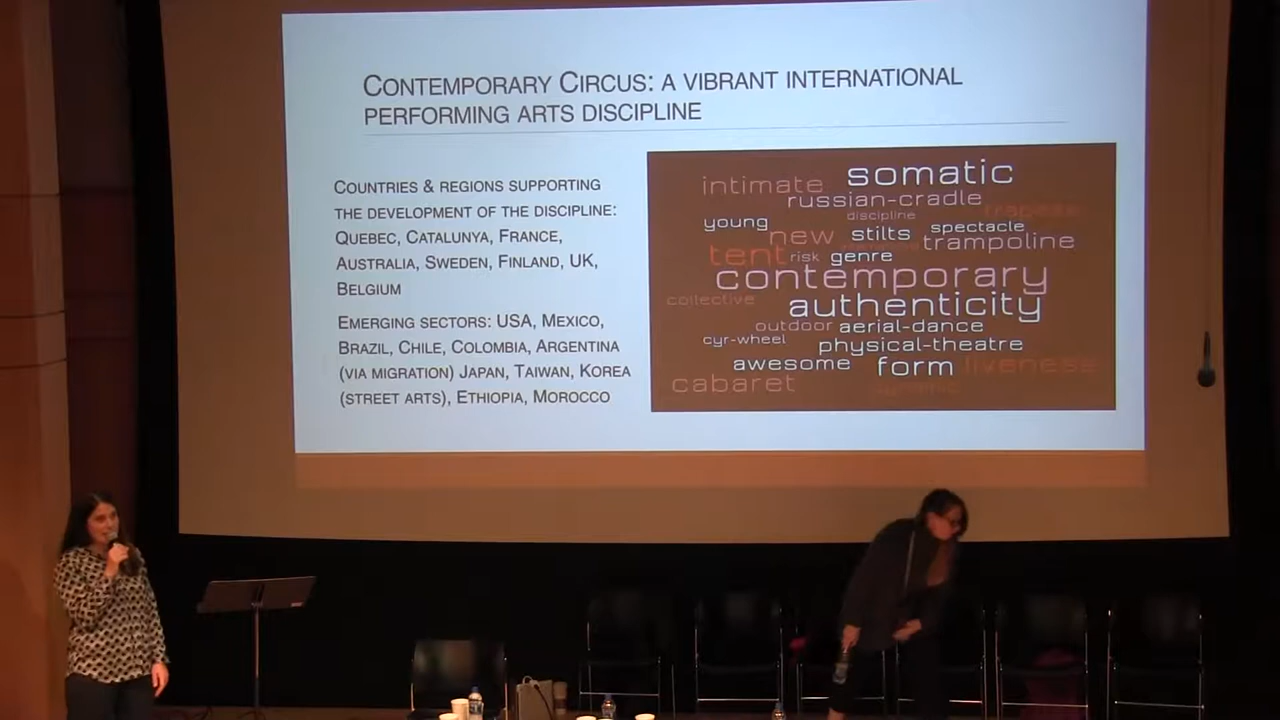 CONTEMPORARY CIRCUS: A VIBRANT INTERNATIONAL
PERFORMING ARTS DISCIPLINE
COUNTRIES & REGIONS SUPPORTING
THE DEVELOPMENT OF THE DISCIPLINE:
QUEBEC, CATALUNYA, FRANCE,
AUSTRALIA, SWEDEN, FINLAND, UK,
BELGIUM
EMERGING SECTORS: USA, MEXICO,
BRAZIL, CHILE, COLOMBIA, ARGENTINA
(VIA MIGRATION) JAPAN, TAIWAN, KOREA
(STREET ARTS), ETHIOPIA, MOROCCO
intimate somatic
russian-cradle
young discipline
new stilts spectacle
trampoline
tent risk genre
contemporary
collective authenticity
outdoor aerial-dance
cyr-wheel physical-theatre
awesome form liveness
cabaret